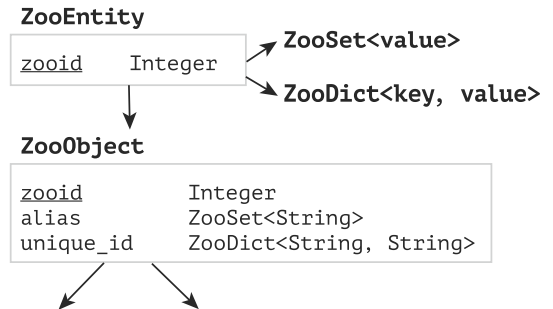 ZooEntity
zooid Integer
ZooSet<value>
ZooDict<key, value>
ZooObject
zooid Integer
alias ZooSet<String>
unique_id ZooDict<String, String>